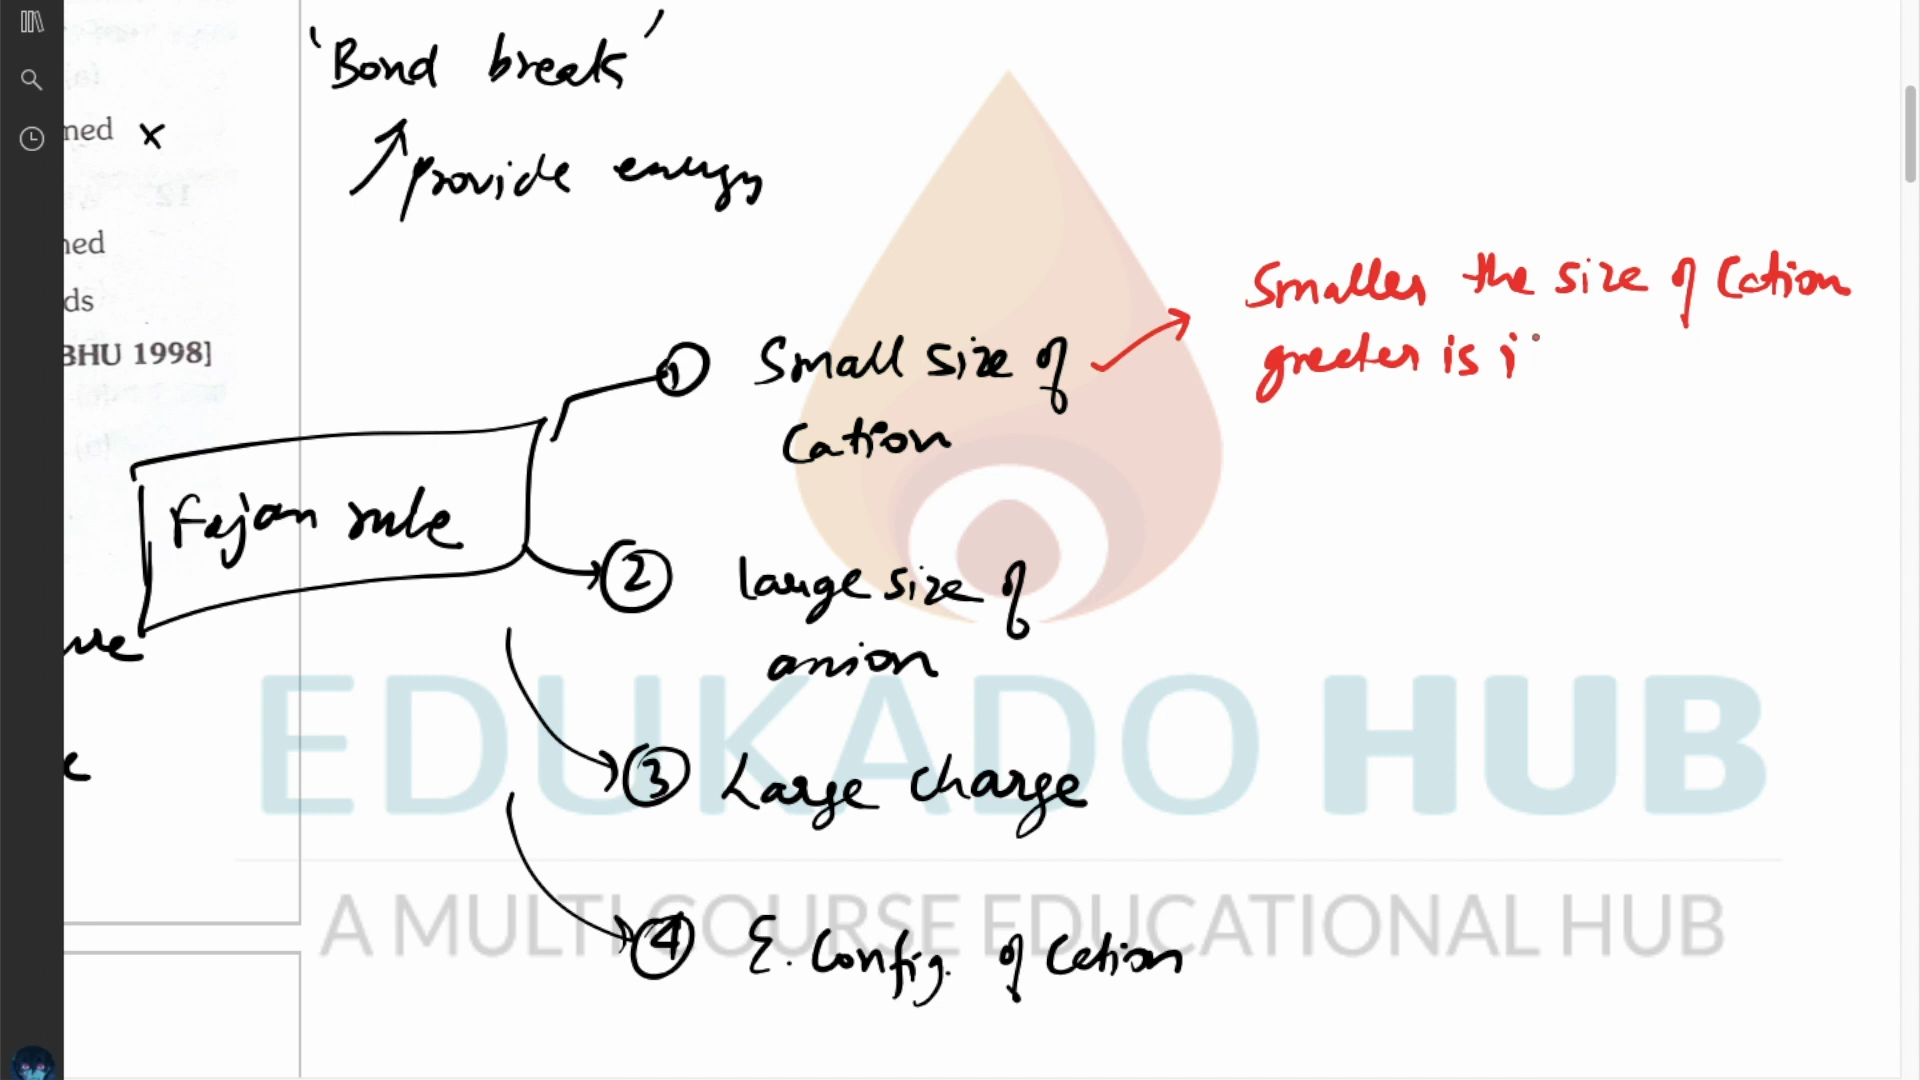 'Bond breaks'
provide energy
med x
ned
ds
BHU 1998]
Smaller the size of Cation
greater is i
① Small size of
Cation
Fajan rule
② large size of
anion
ve
EDUKADO HUB
③ Large charge
A MULTI COURSE EDUCATIONAL HUB
④ E. Config. of Cation